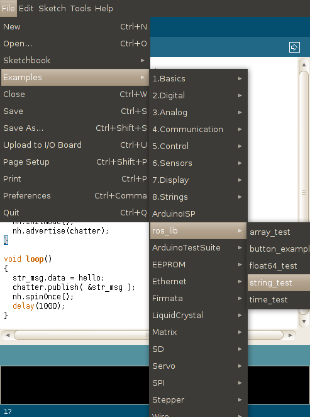 File Edit Sketch Tools Help
New Ctrl+N
Open... Ctrl+O
Sketchbook
Examples
Close Ctrl+W
Save Ctrl+S
Save As... Ctrl+Shift+S
Upload to I/O Board Ctrl+U
Page Setup Ctrl+Shift+P
Print Ctrl+P
Preferences Ctrl+Comma
Quit Ctrl+Q
1.Basics
2.Digital
3.Analog
4.Communication
5.Control
6.Sensors
7.Display
8.Strings
ArduinoISP
ros_lib
ArduinoTestSuite
EEPROM
Ethernet
Firmata
LiquidCrystal
Matrix
SD
Servo
SPI
Stepper
Wire
array_test
button_exampl
float64_test
string_test
time_test
nh.advertise(chatter);
}
void loop()
{
str_msg.data = hello;
chatter.publish( &str_msg );
nh.spinOnce();
delay(1000);
}
17